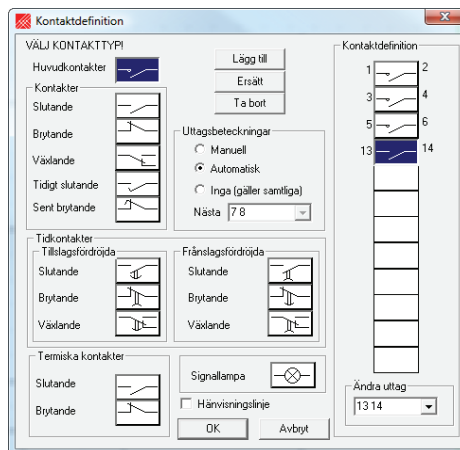 Kontaktdefinition
VÄLJ KONTAKTTYP!
Huvudkontakter
Kontakter
Slutande
Brytande
Växlande
Tidigt slutande
Sent brytande
Lägg till
Ersätt
Ta bort
Uttagsbeteckningar
Manuell
Automatisk
Inga (gäller samtliga)
Nästa 7 8
Tidkontakter
Tillslagsfördröjda
Slutande
Brytande
Växlande
Frånslagsfördröjda
Slutande
Brytande
Växlande
Termiska kontakter
Slutande
Brytande
Signallampa
Hänvisningslinje
OK Avbryt
Kontaktdefinition
1 2
3 4
5 6
13 14
Ändra uttag
13 14